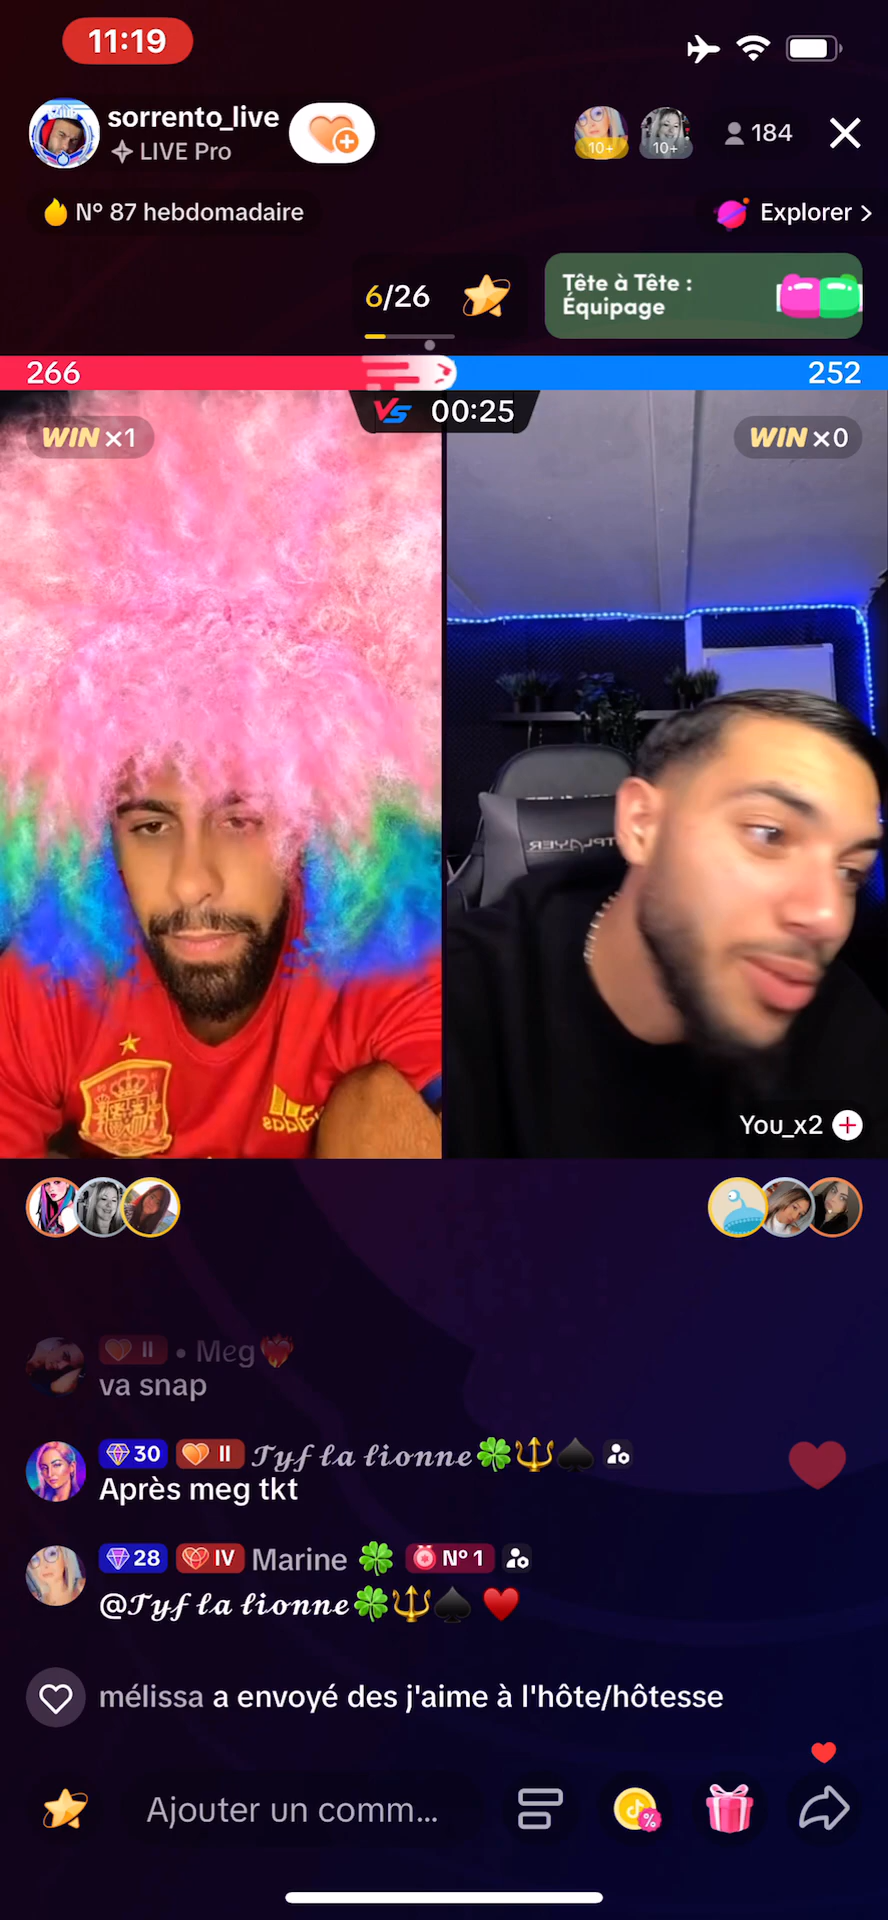 11:19
sorrento_live
LIVE Pro
10+
10+
184
N° 87 hebdomadaire
Explorer >
6/26
Tête à Tête :
Équipage
266
252
VS 00:25
WIN x1
WIN x0
adidas
You_x2
II • Meg❤️‍🔥
va snap
30 II 𝓣𝔂𝓯 𝓵𝓪 𝓵𝓲𝓸𝓷𝓷𝓮🍀🔱♠️
Après meg tkt
28 IV Marine 🍀 N° 1
@𝓣𝔂𝓯 𝓵𝓪 𝓵𝓲𝓸𝓷𝓷𝓮🍀🔱♠️ ❤️
mélissa a envoyé des j'aime à l'hôte/hôtesse
Ajouter un comm...